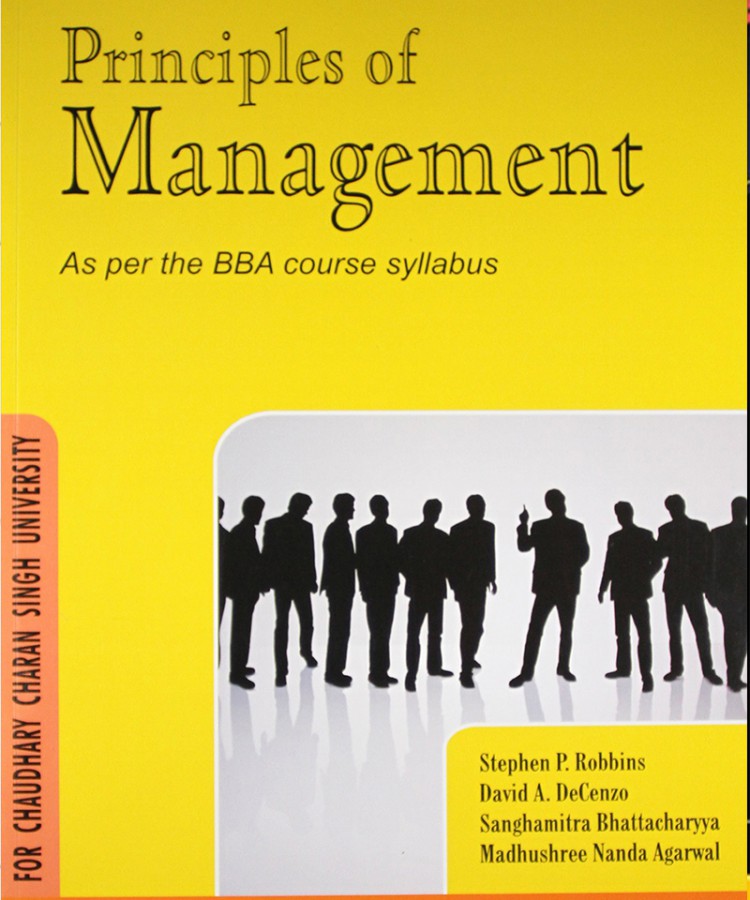 Principles of
Management
As per the BBA course syllabus
FOR CHAUDHARY CHARAN SINGH UNIVERSITY
Stephen P. Robbins
David A. DeCenzo
Sanghamitra Bhattacharyya
Madhushree Nanda Agarwal